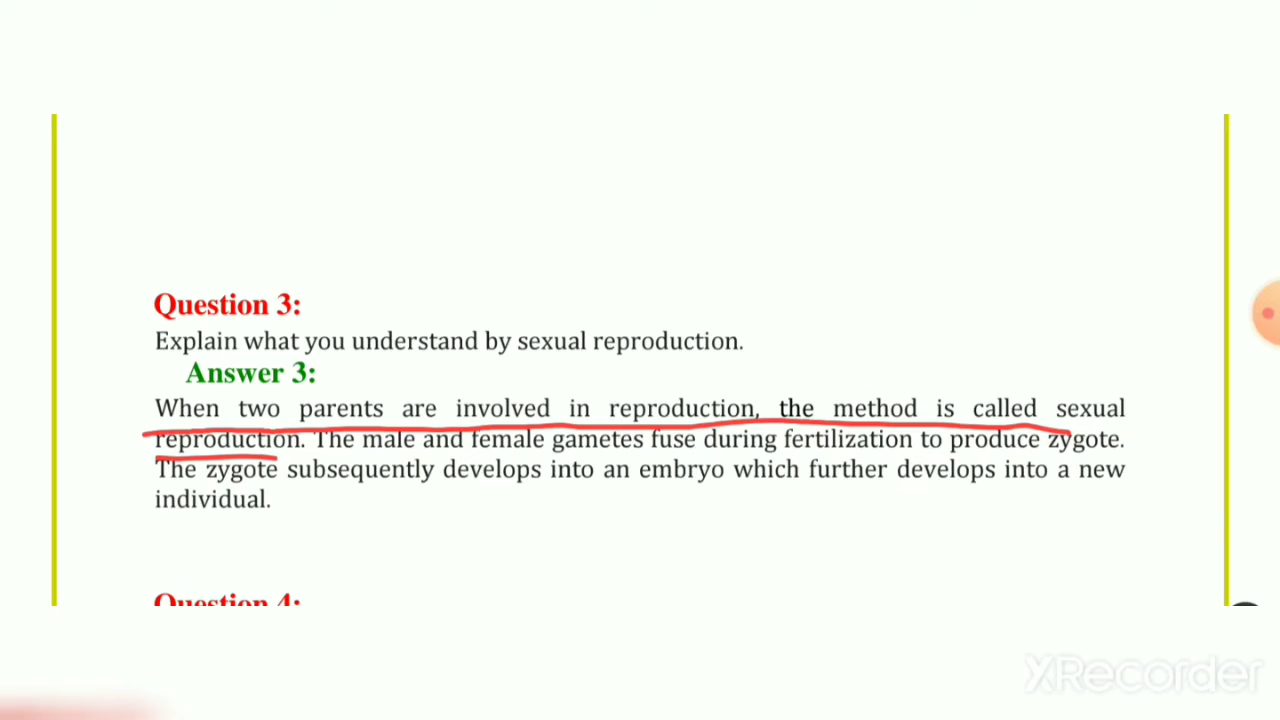 Question 3:
Explain what you understand by sexual reproduction.
Answer 3:
When two parents are involved in reproduction, the method is called sexual
reproduction. The male and female gametes fuse during fertilization to produce zygote.
The zygote subsequently develops into an embryo which further develops into a new
individual.
Question 4:
XRecorder